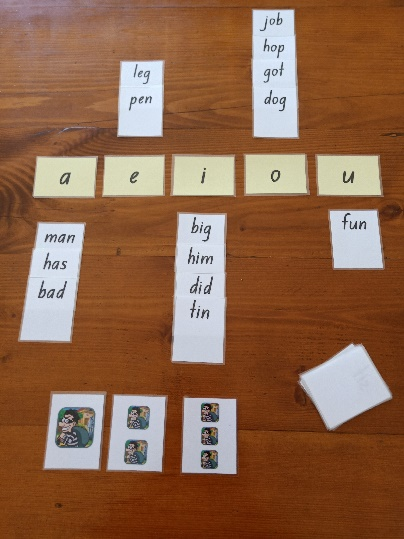 job
hop
got
dog
leg
pen
a e i o u
man
has
bad
big
him
did
tin
fun